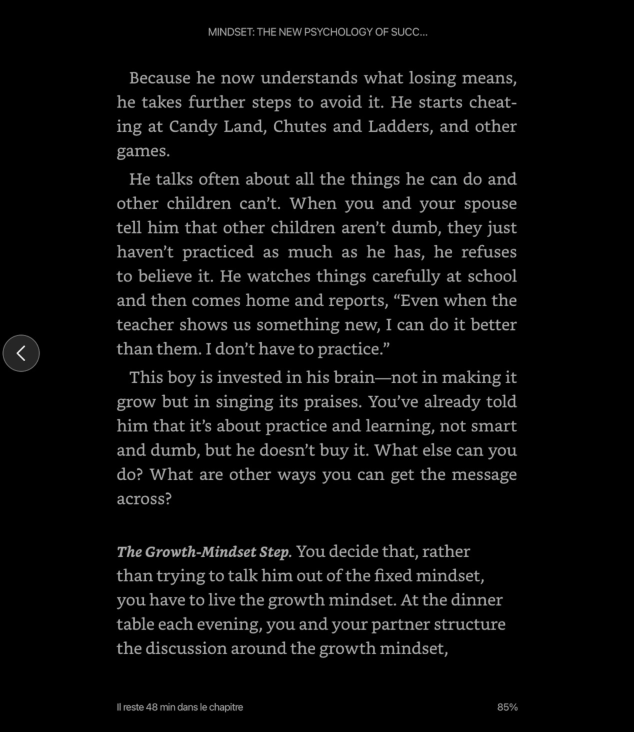 MINDSET: THE NEW PSYCHOLOGY OF SUCC...
Because he now understands what losing means,
he takes further steps to avoid it. He starts cheat-
ing at Candy Land, Chutes and Ladders, and other
games.
He talks often about all the things he can do and
other children can’t. When you and your spouse
tell him that other children aren’t dumb, they just
haven’t practiced as much as he has, he refuses
to believe it. He watches things carefully at school
and then comes home and reports, “Even when the
teacher shows us something new, I can do it better
than them. I don’t have to practice.”
This boy is invested in his brain—not in making it
grow but in singing its praises. You’ve already told
him that it’s about practice and learning, not smart
and dumb, but he doesn’t buy it. What else can you
do? What are other ways you can get the message
across?
The Growth-Mindset Step. You decide that, rather
than trying to talk him out of the fixed mindset,
you have to live the growth mindset. At the dinner
table each evening, you and your partner structure
the discussion around the growth mindset,
Il reste 48 min dans le chapitre
85%